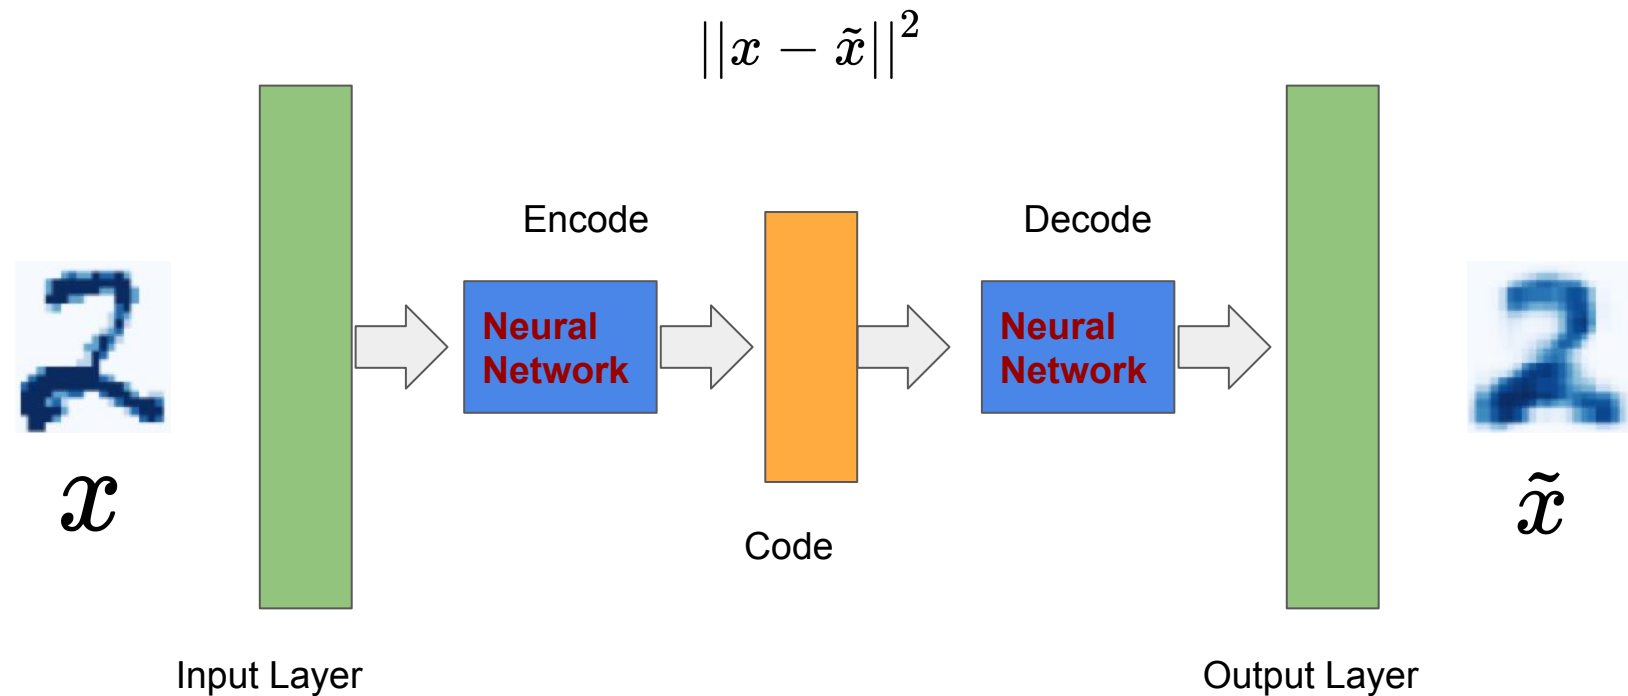 ||x − x̃||²
Encode
Decode
Neural
Network
Neural
Network
x
x̃
Code
Input Layer
Output Layer